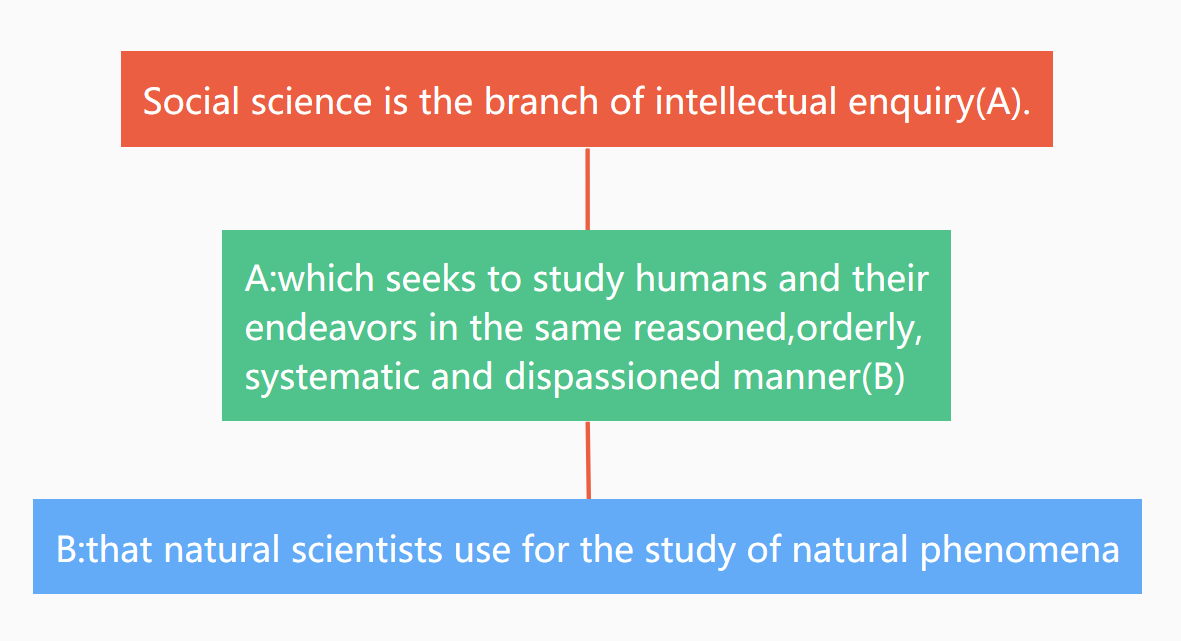 Social science is the branch of intellectual enquiry(A).
A:which seeks to study humans and their
endeavors in the same reasoned,orderly,
systematic and dispassioned manner(B)
B:that natural scientists use for the study of natural phenomena